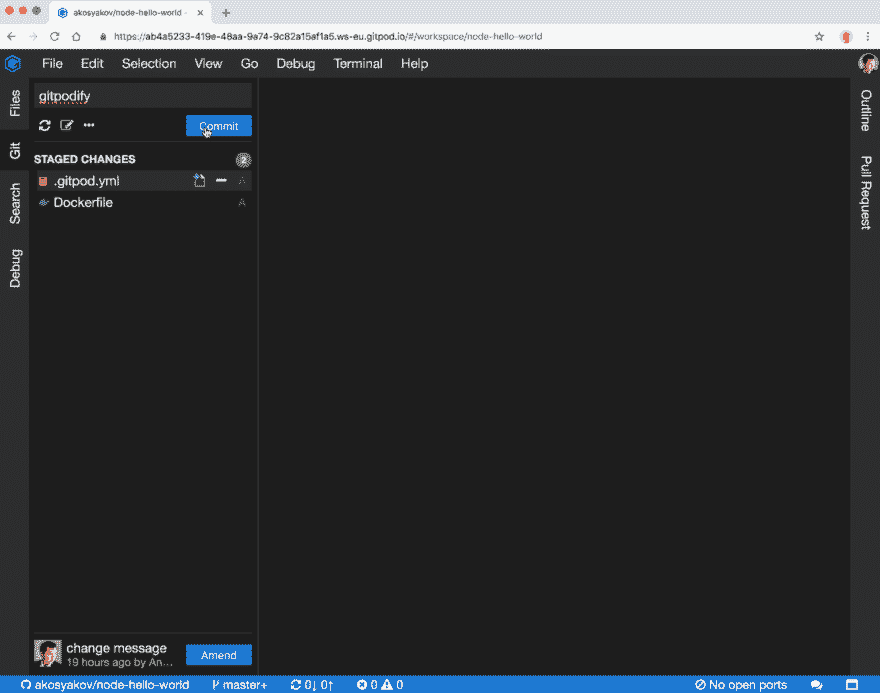 akosyakov/node-hello-world -
https://ab4a5233-419e-48aa-9a74-9c82a15af1a5.ws-eu.gitpod.io/#/workspace/node-hello-world
File Edit Selection View Go Debug Terminal Help
Files
Git
Search
Debug
gitpodify
Commit
STAGED CHANGES 2
.gitpod.yml A
Dockerfile A
change message
19 hours ago by An...
Amend
Outline
Pull Request
akosyakov/node-hello-world master+ 0↓ 0↑ 0 0 No open ports